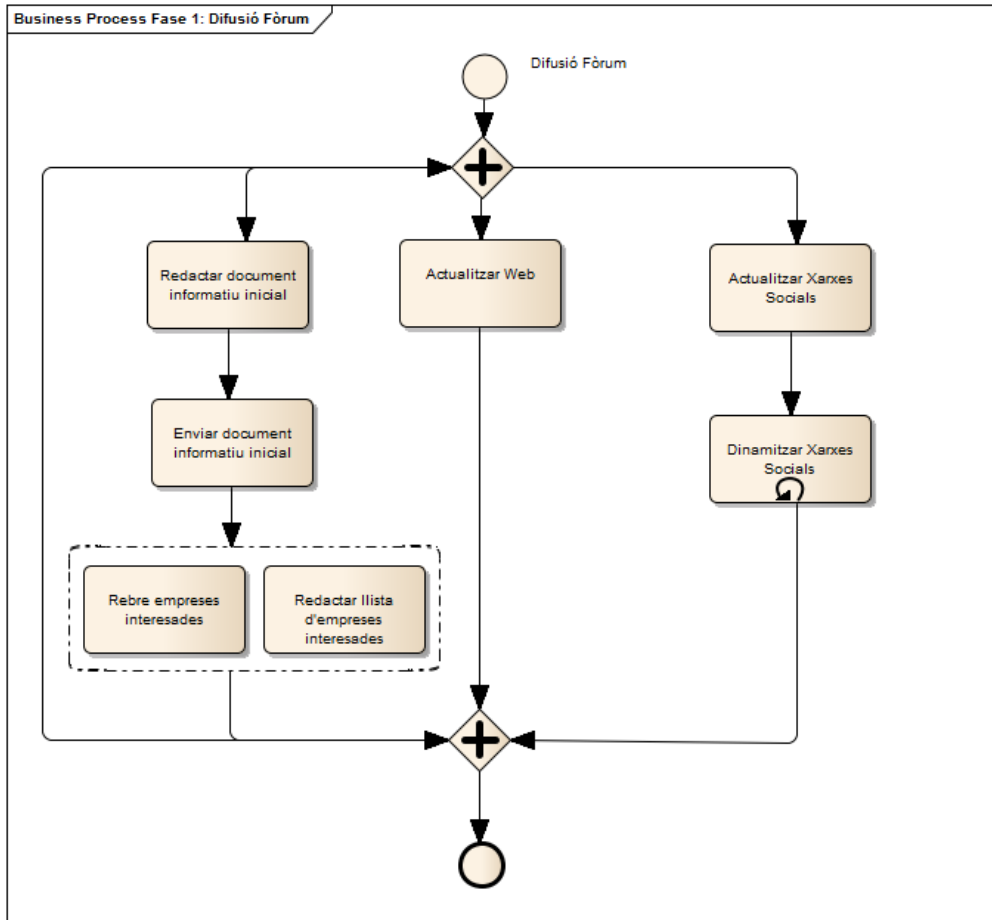 Business Process Fase 1: Difusió Fòrum
Difusió Fòrum
Redactar document
informatiu inicial
Actualitzar Web
Actualitzar Xarxes
Socials
Enviar document
informatiu inicial
Dinamitzar Xarxes
Socials
Rebre empreses
interesades
Redactar llista
d'empreses
interesades